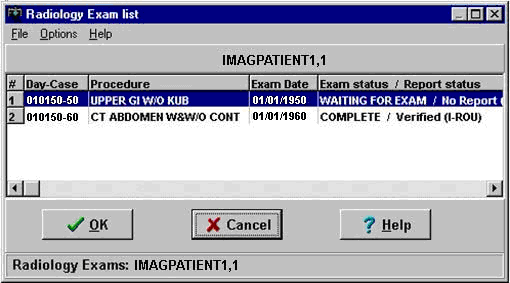 Radiology Exam list
File Options Help
IMAGPATIENT1,1
# Day-Case Procedure Exam Date Exam status / Report status
1 010150-50 UPPER GI W/O KUB 01/01/1950 WAITING FOR EXAM / No Report (
2 010150-60 CT ABDOMEN W&W/O CONT 01/01/1960 COMPLETE / Verified (I-ROU)
OK Cancel ? Help
Radiology Exams: IMAGPATIENT1,1